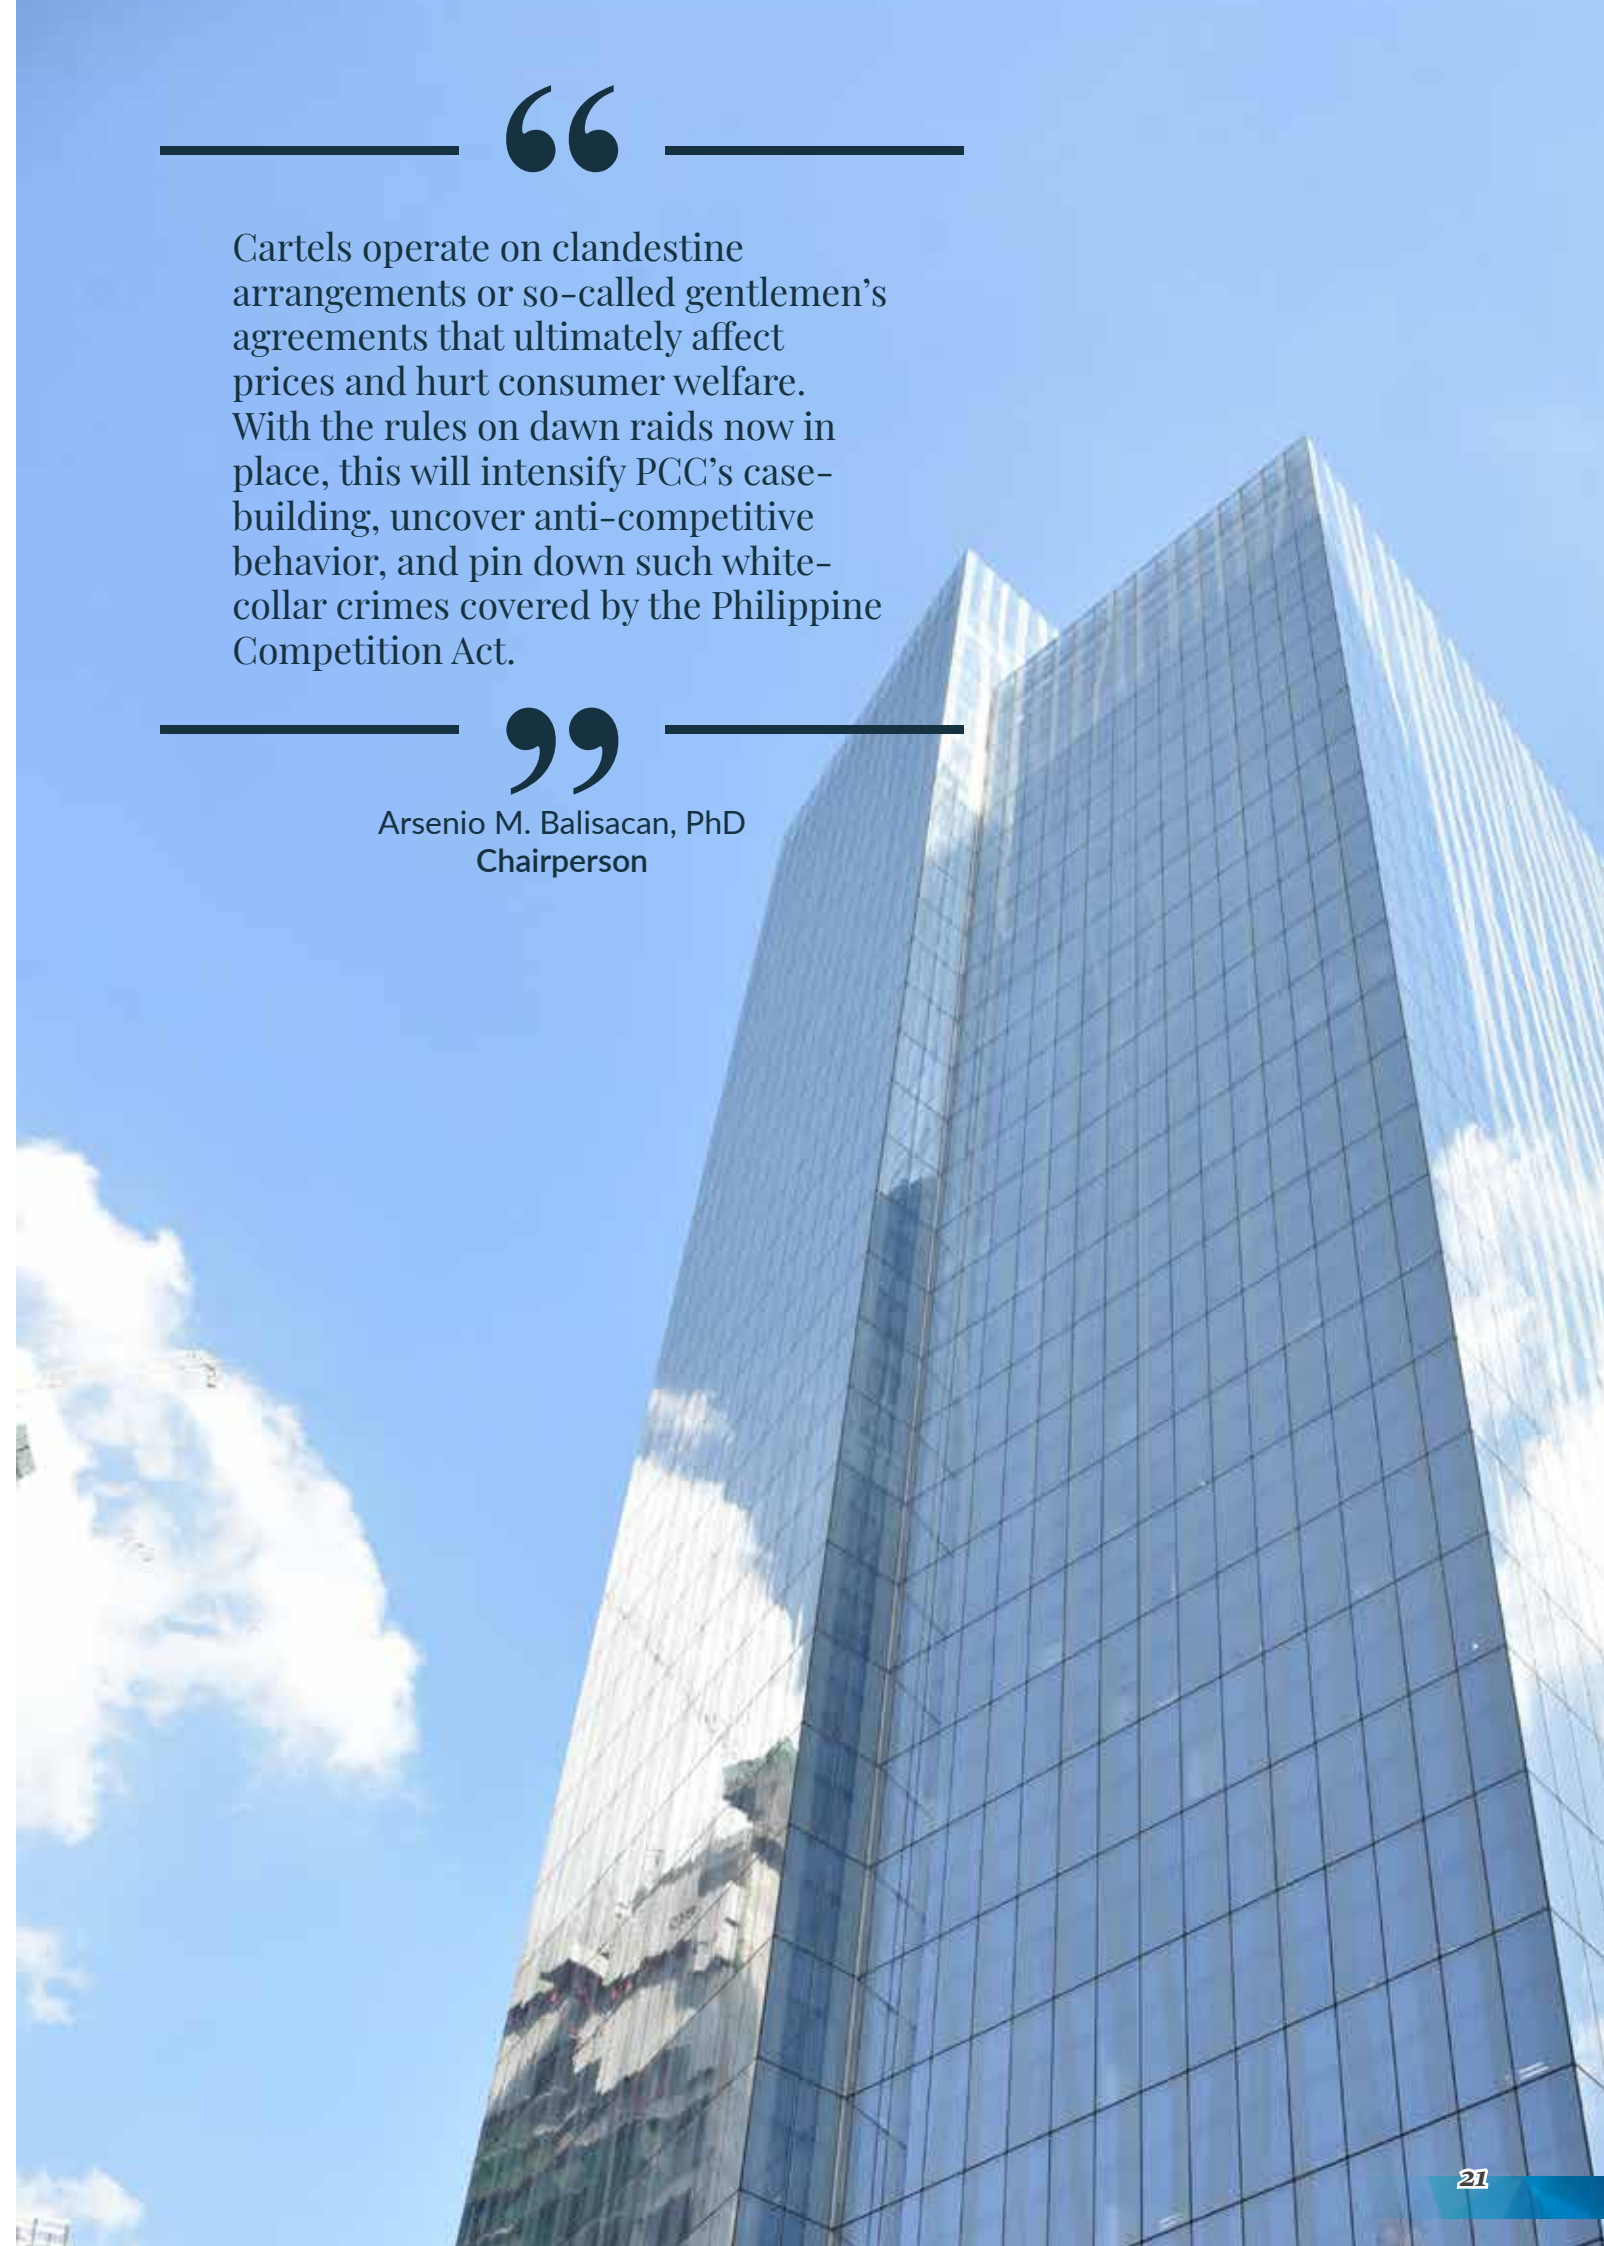 “
Cartels operate on clandestine
arrangements or so-called gentlemen’s
agreements that ultimately affect
prices and hurt consumer welfare.
With the rules on dawn raids now in
place, this will intensify PCC’s case-
building, uncover anti-competitive
behavior, and pin down such white-
collar crimes covered by the Philippine
Competition Act.
”
Arsenio M. Balisacan, PhD
Chairperson
21